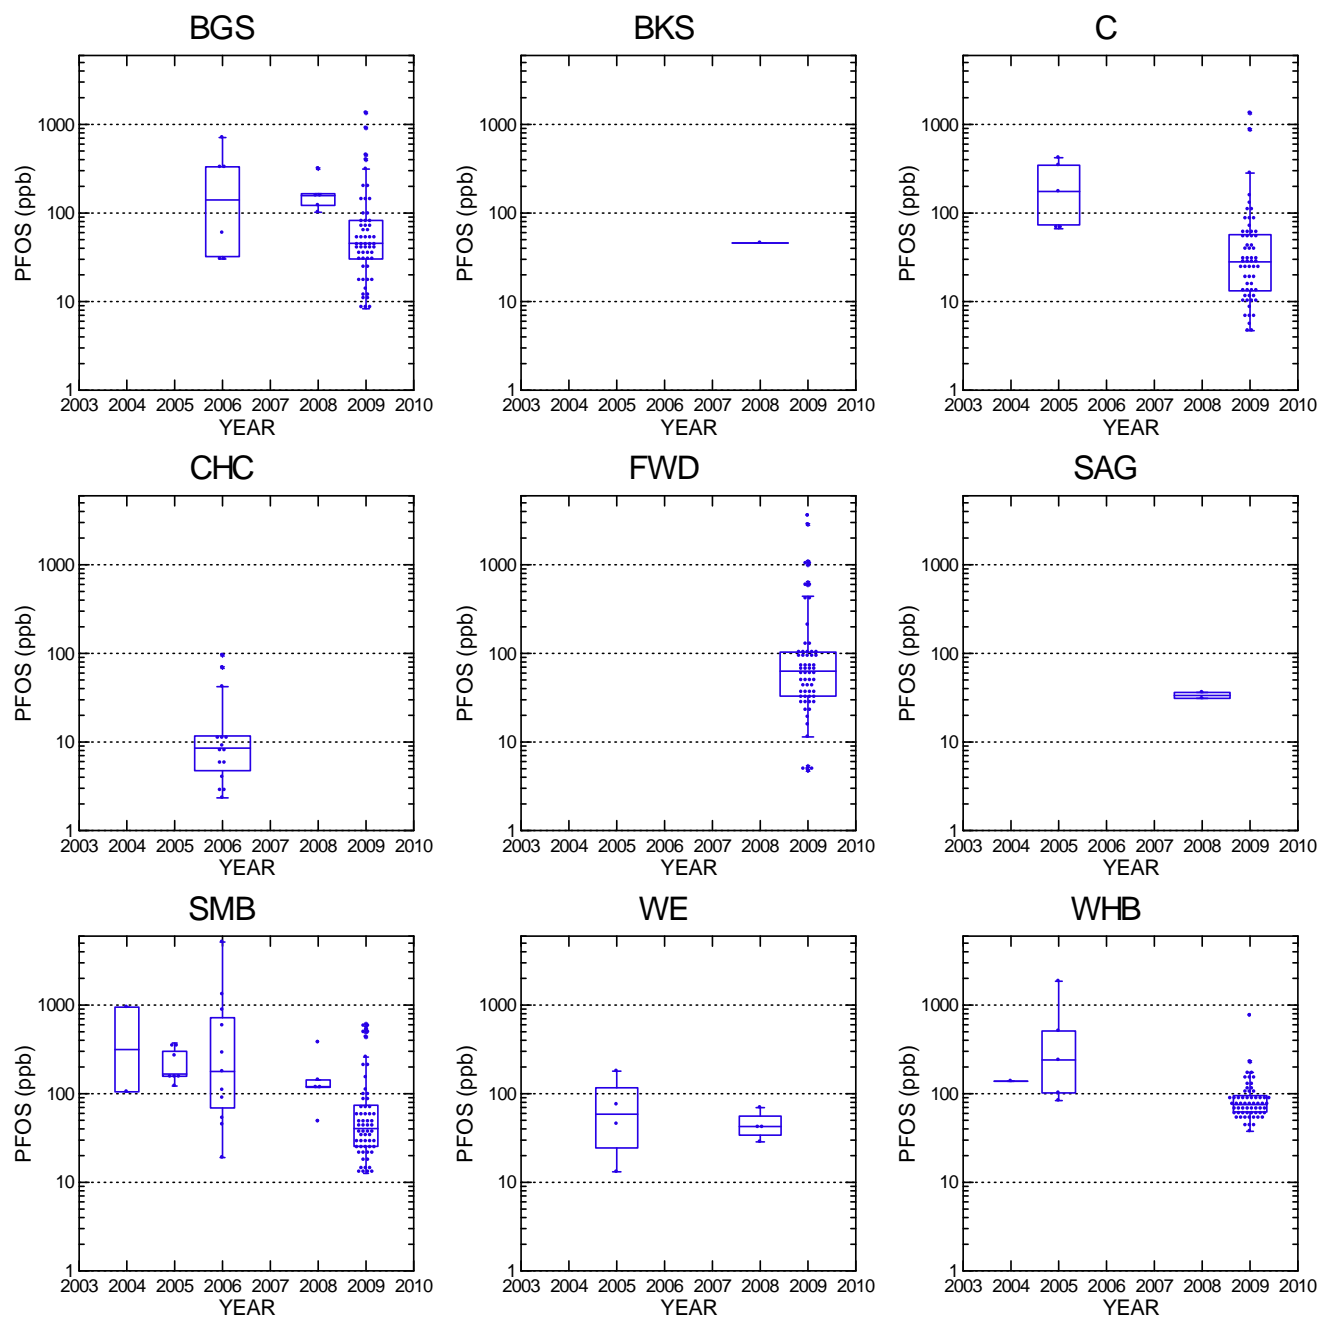 BGS BKS C
PFOS (ppb) PFOS (ppb) PFOS (ppb)
1000 1000 1000
100 100 100
10 10 10
1 1 1
2003 2004 2005 2006 2007 2008 2009 2010 2003 2004 2005 2006 2007 2008 2009 2010 2003 2004 2005 2006 2007 2008 2009 2010
YEAR YEAR YEAR
CHC FWD SAG
PFOS (ppb) PFOS (ppb) PFOS (ppb)
1000 1000 1000
100 100 100
10 10 10
1 1 1
2003 2004 2005 2006 2007 2008 2009 2010 2003 2004 2005 2006 2007 2008 2009 2010 2003 2004 2005 2006 2007 2008 2009 2010
YEAR YEAR YEAR
SMB WE WHB
PFOS (ppb) PFOS (ppb) PFOS (ppb)
1000 1000 1000
100 100 100
10 10 10
1 1 1
2003 2004 2005 2006 2007 2008 2009 2010 2003 2004 2005 2006 2007 2008 2009 2010 2003 2004 2005 2006 2007 2008 2009 2010
YEAR YEAR YEAR